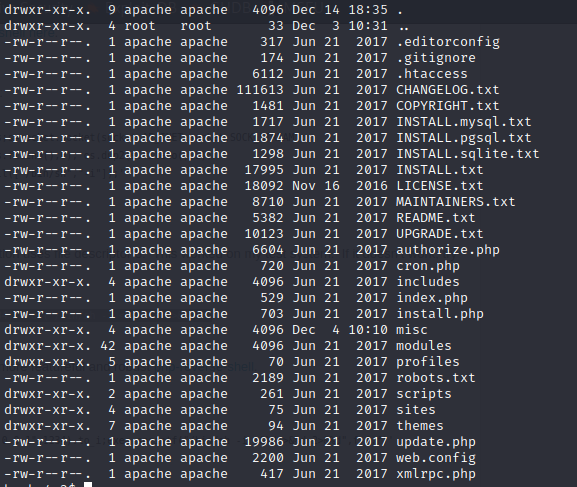 drwxr-xr-x.  9 apache apache   4096 Dec 14 18:35 .
drwxr-xr-x.  4 root   root       33 Dec  3 10:31 ..
-rw-r--r--.  1 apache apache    317 Jun 21  2017 .editorconfig
-rw-r--r--.  1 apache apache    174 Jun 21  2017 .gitignore
-rw-r--r--.  1 apache apache   6112 Jun 21  2017 .htaccess
-rw-r--r--.  1 apache apache 111613 Jun 21  2017 CHANGELOG.txt
-rw-r--r--.  1 apache apache   1481 Jun 21  2017 COPYRIGHT.txt
-rw-r--r--.  1 apache apache   1717 Jun 21  2017 INSTALL.mysql.txt
-rw-r--r--.  1 apache apache   1874 Jun 21  2017 INSTALL.pgsql.txt
-rw-r--r--.  1 apache apache   1298 Jun 21  2017 INSTALL.sqlite.txt
-rw-r--r--.  1 apache apache  17995 Jun 21  2017 INSTALL.txt
-rw-r--r--.  1 apache apache  18092 Nov 16  2016 LICENSE.txt
-rw-r--r--.  1 apache apache   8710 Jun 21  2017 MAINTAINERS.txt
-rw-r--r--.  1 apache apache   5382 Jun 21  2017 README.txt
-rw-r--r--.  1 apache apache  10123 Jun 21  2017 UPGRADE.txt
-rw-r--r--.  1 apache apache   6604 Jun 21  2017 authorize.php
-rw-r--r--.  1 apache apache    720 Jun 21  2017 cron.php
drwxr-xr-x.  4 apache apache   4096 Jun 21  2017 includes
-rw-r--r--.  1 apache apache    529 Jun 21  2017 index.php
-rw-r--r--.  1 apache apache    703 Jun 21  2017 install.php
drwxr-xr-x.  4 apache apache   4096 Dec  4 10:10 misc
drwxr-xr-x. 42 apache apache   4096 Jun 21  2017 modules
drwxr-xr-x.  5 apache apache     70 Jun 21  2017 profiles
-rw-r--r--.  1 apache apache   2189 Jun 21  2017 robots.txt
drwxr-xr-x.  2 apache apache    261 Jun 21  2017 scripts
drwxr-xr-x.  4 apache apache     75 Jun 21  2017 sites
drwxr-xr-x.  7 apache apache     94 Jun 21  2017 themes
-rw-r--r--.  1 apache apache  19986 Jun 21  2017 update.php
-rw-r--r--.  1 apache apache   2200 Jun 21  2017 web.config
-rw-r--r--.  1 apache apache    417 Jun 21  2017 xmlrpc.php